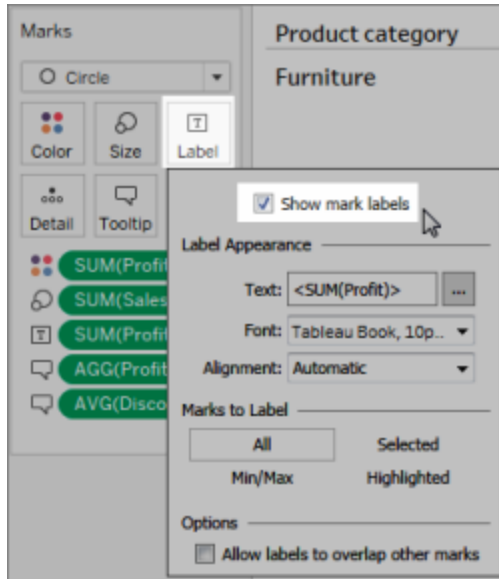 Marks
Product category
Circle
Furniture
Color Size Label
Show mark labels
Detail Tooltip
Label Appearance
SUM(Profi
Text: <SUM(Profit)> ...
SUM(Sales
Font: Tableau Book, 10p..
SUM(Profi
Alignment: Automatic
AGG(Profit
AVG(Disco
Marks to Label
All Selected
Min/Max Highlighted
Options
Allow labels to overlap other marks